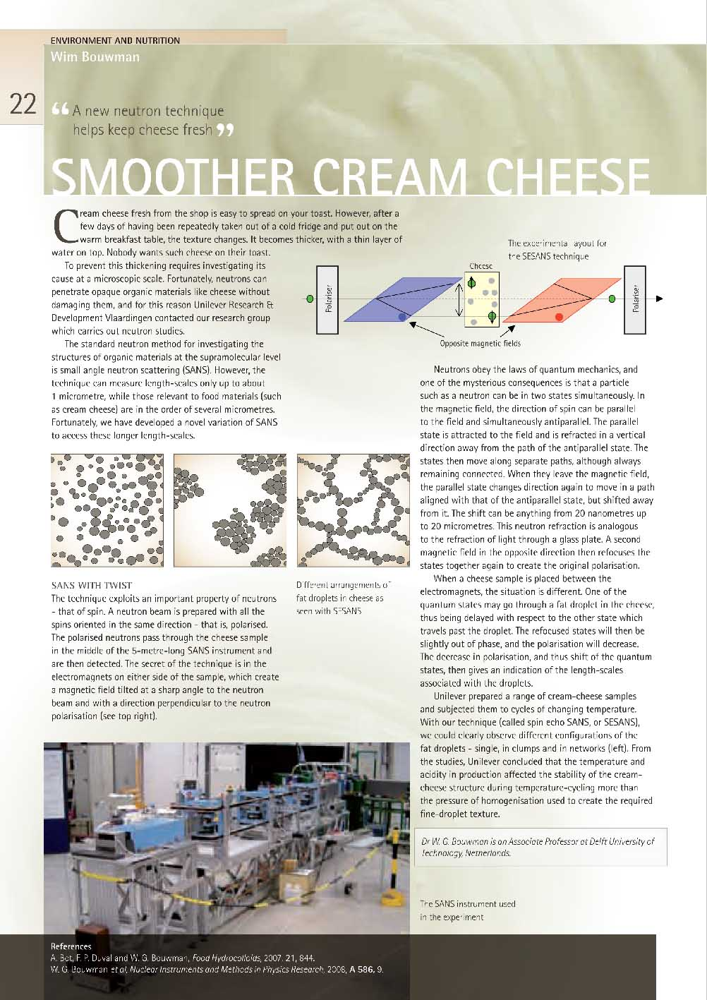 ENVIRONMENT AND NUTRITION
Wim Bouwman
22
“ A new neutron technique
helps keep cheese fresh ”
SMOOTHER CREAM CHEESE
Cream cheese fresh from the shop is easy to spread on your toast. However, after a
few days of having been repeatedly taken out of a cold fridge and put out on the
warm breakfast table, the texture changes. It becomes thicker, with a thin layer of
water on top. Nobody wants such cheese on their toast.
To prevent this thickening requires investigating its
cause at a microscopic scale. Fortunately, neutrons can
penetrate opaque organic materials like cheese without
damaging them, and for this reason Unilever Research &
Development Vlaardingen contacted our research group
which carries out neutron studies.
The standard neutron method for investigating the
structures of organic materials at the supramolecular level
is small angle neutron scattering (SANS). However, the
technique can measure length-scales only up to about
1 micrometre, while those relevant to food materials (such
as cream cheese) are in the order of several micrometres.
Fortunately, we have developed a novel variation of SANS
to access these longer length-scales.
The experimental layout for
the SESANS technique
Cheese
Polariser
Polariser
Opposite magnetic fields
Different arrangements of
fat droplets in cheese as
seen with SESANS
SANS WITH TWIST
The technique exploits an important property of neutrons
- that of spin. A neutron beam is prepared with all the
spins oriented in the same direction - that is, polarised.
The polarised neutrons pass through the cheese sample
in the middle of the 5-metre-long SANS instrument and
are then detected. The secret of the technique is in the
electromagnets on either side of the sample, which create
a magnetic field tilted at a sharp angle to the neutron
beam and with a direction perpendicular to the neutron
polarisation (see top right).
Neutrons obey the laws of quantum mechanics, and
one of the mysterious consequences is that a particle
such as a neutron can be in two states simultaneously. In
the magnetic field, the direction of spin can be parallel
to the field and simultaneously antiparallel. The parallel
state is attracted to the field and is refracted in a vertical
direction away from the path of the antiparallel state. The
states then move along separate paths, although always
remaining connected. When they leave the magnetic field,
the parallel state changes direction again to move in a path
aligned with that of the antiparallel state, but shifted away
from it. The shift can be anything from 20 nanometres up
to 20 micrometres. This neutron refraction is analogous
to the refraction of light through a glass plate. A second
magnetic field in the opposite direction then refocuses the
states together again to create the original polarisation.
When a cheese sample is placed between the
electromagnets, the situation is different. One of the
quantum states may go through a fat droplet in the cheese,
thus being delayed with respect to the other state which
travels past the droplet. The refocused states will then be
slightly out of phase, and the polarisation will decrease.
The decrease in polarisation, and thus shift of the quantum
states, then gives an indication of the length-scales
associated with the droplets.
Unilever prepared a range of cream-cheese samples
and subjected them to cycles of changing temperature.
With our technique (called spin echo SANS, or SESANS),
we could clearly observe different configurations of the
fat droplets - single, in clumps and in networks (left). From
the studies, Unilever concluded that the temperature and
acidity in production affected the stability of the cream-
cheese structure during temperature-cycling more than
the pressure of homogenisation used to create the required
fine-droplet texture.
Dr W. G. Bouwman is an Associate Professor at Delft University of
Technology, Netherlands.
The SANS instrument used
in the experiment
References
A. Bot, F. P. Duval and W. G. Bouwman, Food Hydrocolloids, 2007, 21, 844.
W. G. Bouwman et al, Nuclear Instruments and Methods in Physics Research, 2008, A 586, 9.